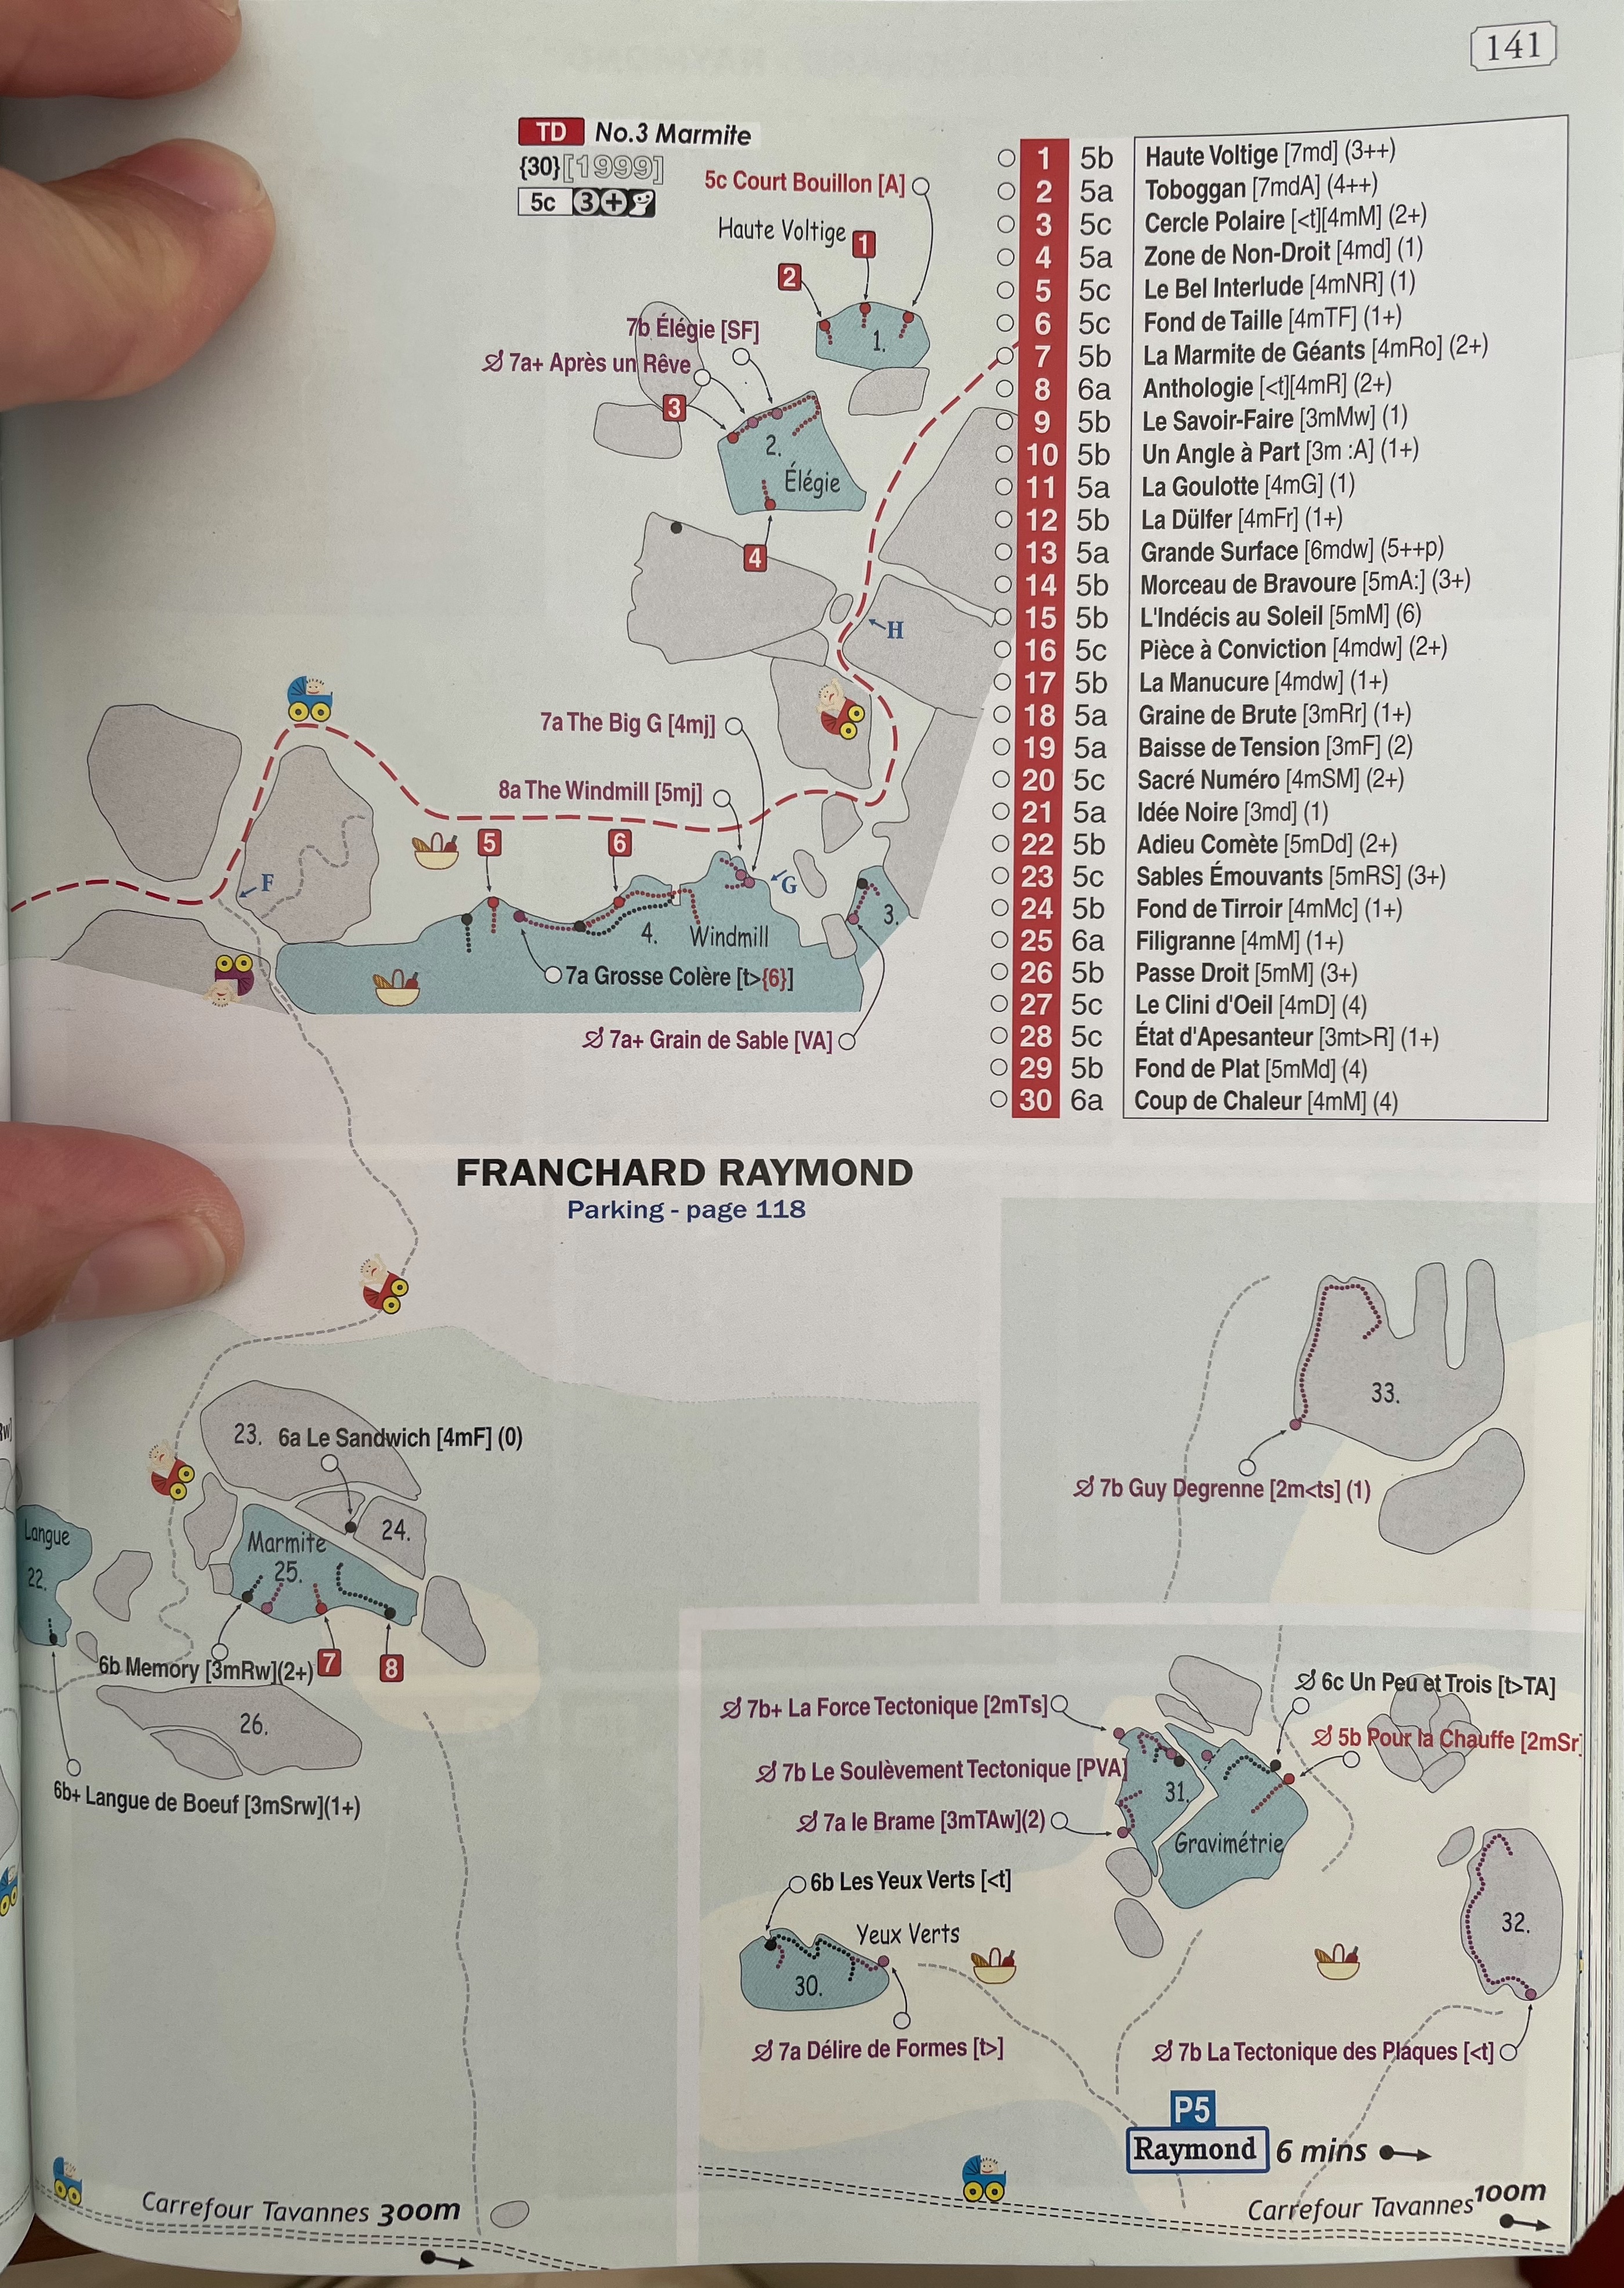 141
TD No.3 Marmite
{30}[1999]
5c 3+
5c Court Bouillon [A]
Haute Voltige 1
2
1.
7b Élégie [SF]
7a+ Après un Rêve
3
2.
Élégie
4
H
7a The Big G [4mj]
8a The Windmill [5mj]
5
6
F
G
3.
4. Windmill
7a Grosse Colère [t>{6}]
7a+ Grain de Sable [VA]
1 5b Haute Voltige [7md] (3++)
2 5a Toboggan [7mdA] (4++)
3 5c Cercle Polaire [<t][4mM] (2+)
4 5a Zone de Non-Droit [4md] (1)
5 5c Le Bel Interlude [4mNR] (1)
6 5c Fond de Taille [4mTF] (1+)
7 5b La Marmite de Géants [4mRo] (2+)
8 6a Anthologie [<t][4mR] (2+)
9 5b Le Savoir-Faire [3mMw] (1)
10 5b Un Angle à Part [3m :A] (1+)
11 5a La Goulotte [4mG] (1)
12 5b La Dülfer [4mFr] (1+)
13 5a Grande Surface [6mdw] (5++p)
14 5b Morceau de Bravoure [5mA:] (3+)
15 5b L'Indécis au Soleil [5mM] (6)
16 5c Pièce à Conviction [4mdw] (2+)
17 5b La Manucure [4mdw] (1+)
18 5a Graine de Brute [3mRr] (1+)
19 5a Baisse de Tension [3mF] (2)
20 5c Sacré Numéro [4mSM] (2+)
21 5a Idée Noire [3md] (1)
22 5b Adieu Comète [5mDd] (2+)
23 5c Sables Émouvants [5mRS] (3+)
24 5b Fond de Tirroir [4mMc] (1+)
25 6a Filigranne [4mM] (1+)
26 5b Passe Droit [5mM] (3+)
27 5c Le Clini d'Oeil [4mD] (4)
28 5c État d'Apesanteur [3mt>R] (1+)
29 5b Fond de Plat [5mMd] (4)
30 6a Coup de Chaleur [4mM] (4)
FRANCHARD RAYMOND
Parking - page 118
33.
7b Guy Degrenne [2m<ts] (1)
Rw]
23. 6a Le Sandwich [4mF] (0)
24.
Langue
22.
Marmite
25.
6b Memory [3mRw](2+) 7
8
26.
6b+ Langue de Boeuf [3mSrw](1+)
6c Un Peu et Trois [t>TA]
7b+ La Force Tectonique [2mTs]
5b Pour la Chauffe [2mSr]
7b Le Soulèvement Tectonique [PVA]
31.
7a le Brame [3mTAw](2)
Gravimétrie
6b Les Yeux Verts [<t]
Yeux Verts
30.
32.
7a Délire de Formes [t>]
7b La Tectonique des Plaques [<t]
P5
Raymond 6 mins
Carrefour Tavannes 300m
Carrefour Tavannes 100m